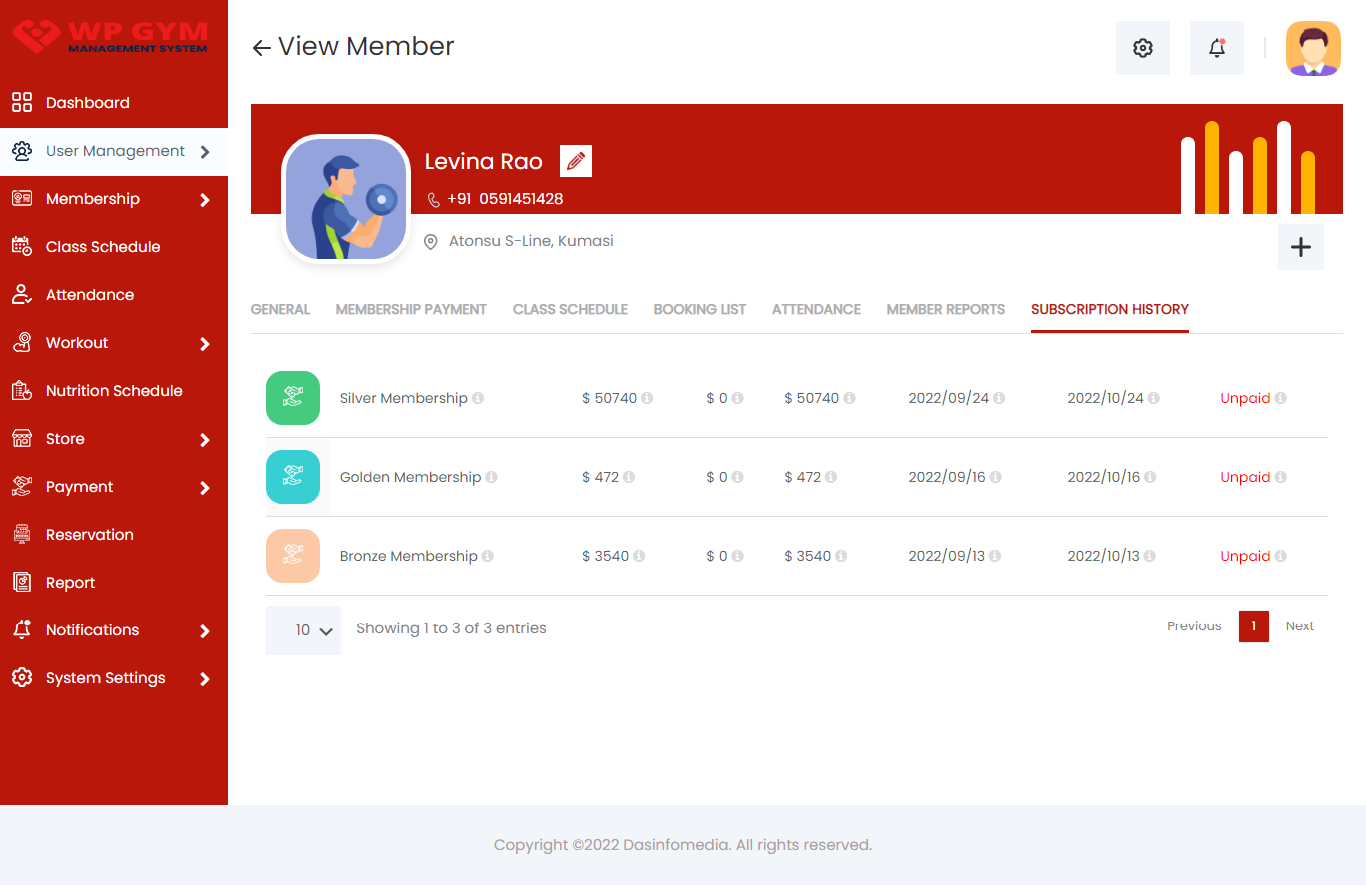 WP GYM
MANAGEMENT SYSTEM
Dashboard
User Management
Membership
Class Schedule
Attendance
Workout
Nutrition Schedule
Store
Payment
Reservation
Report
Notifications
System Settings
View Member
Levina Rao
+91 0591451428
Atonsu S-Line, Kumasi
GENERAL MEMBERSHIP PAYMENT CLASS SCHEDULE BOOKING LIST ATTENDANCE MEMBER REPORTS SUBSCRIPTION HISTORY
Silver Membership $ 50740 $ 0 $ 50740 2022/09/24 2022/10/24 Unpaid
Golden Membership $ 472 $ 0 $ 472 2022/09/16 2022/10/16 Unpaid
Bronze Membership $ 3540 $ 0 $ 3540 2022/09/13 2022/10/13 Unpaid
10 Showing 1 to 3 of 3 entries Previous 1 Next
Copyright ©2022 Dasinfomedia. All rights reserved.